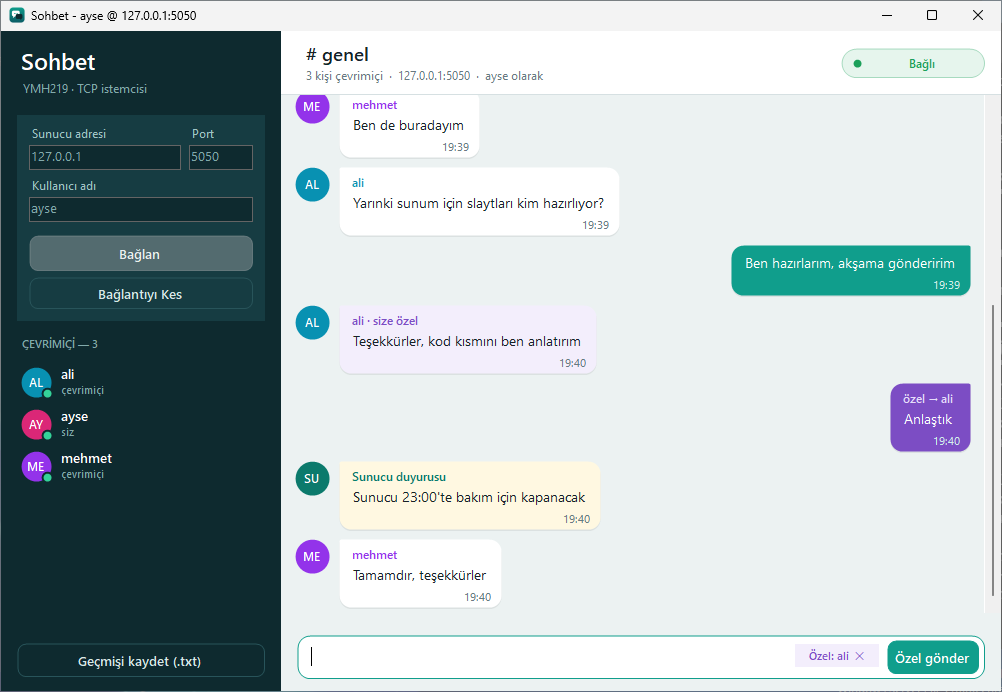 Sohbet - ayse @ 127.0.0.1:5050
Sohbet
YMH219 · TCP istemcisi
Sunucu adresi Port
127.0.0.1 5050
Kullanıcı adı
ayse
Bağlan
Bağlantıyı Kes
ÇEVRİMİÇİ — 3
AL ali
çevrimiçi
AY ayse
siz
ME mehmet
çevrimiçi
Geçmişi kaydet (.txt)
# genel
3 kişi çevrimiçi · 127.0.0.1:5050 · ayse olarak
Bağlı
ME mehmet
Ben de buradayım
19:39
AL ali
Yarınki sunum için slaytları kim hazırlıyor?
19:39
Ben hazırlarım, akşama gönderirim
19:39
AL ali · size özel
Teşekkürler, kod kısmını ben anlatırım
19:40
özel → ali
Anlaştık
19:40
SU Sunucu duyurusu
Sunucu 23:00'te bakım için kapanacak
19:40
ME mehmet
Tamamdır, teşekkürler
19:40
Özel: ali ✕ Özel gönder